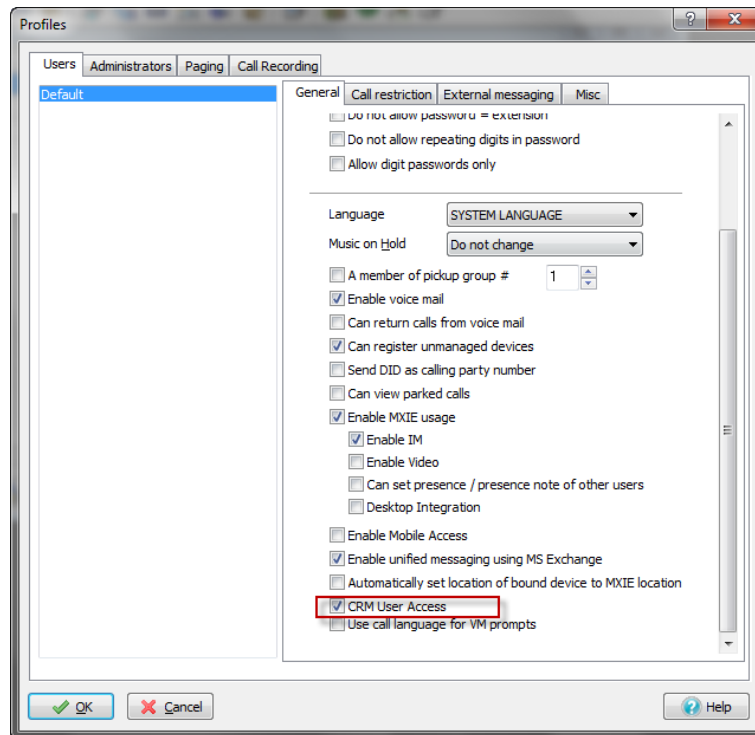 Profiles
Users Administrators Paging Call Recording
Default
General Call restriction External messaging Misc
Do not allow password = extension
Do not allow repeating digits in password
Allow digit passwords only
Language SYSTEM LANGUAGE
Music on Hold Do not change
A member of pickup group # 1
Enable voice mail
Can return calls from voice mail
Can register unmanaged devices
Send DID as calling party number
Can view parked calls
Enable MXIE usage
Enable IM
Enable Video
Can set presence / presence note of other users
Desktop Integration
Enable Mobile Access
Enable unified messaging using MS Exchange
Automatically set location of bound device to MXIE location
CRM User Access
Use call language for VM prompts
OK Cancel Help